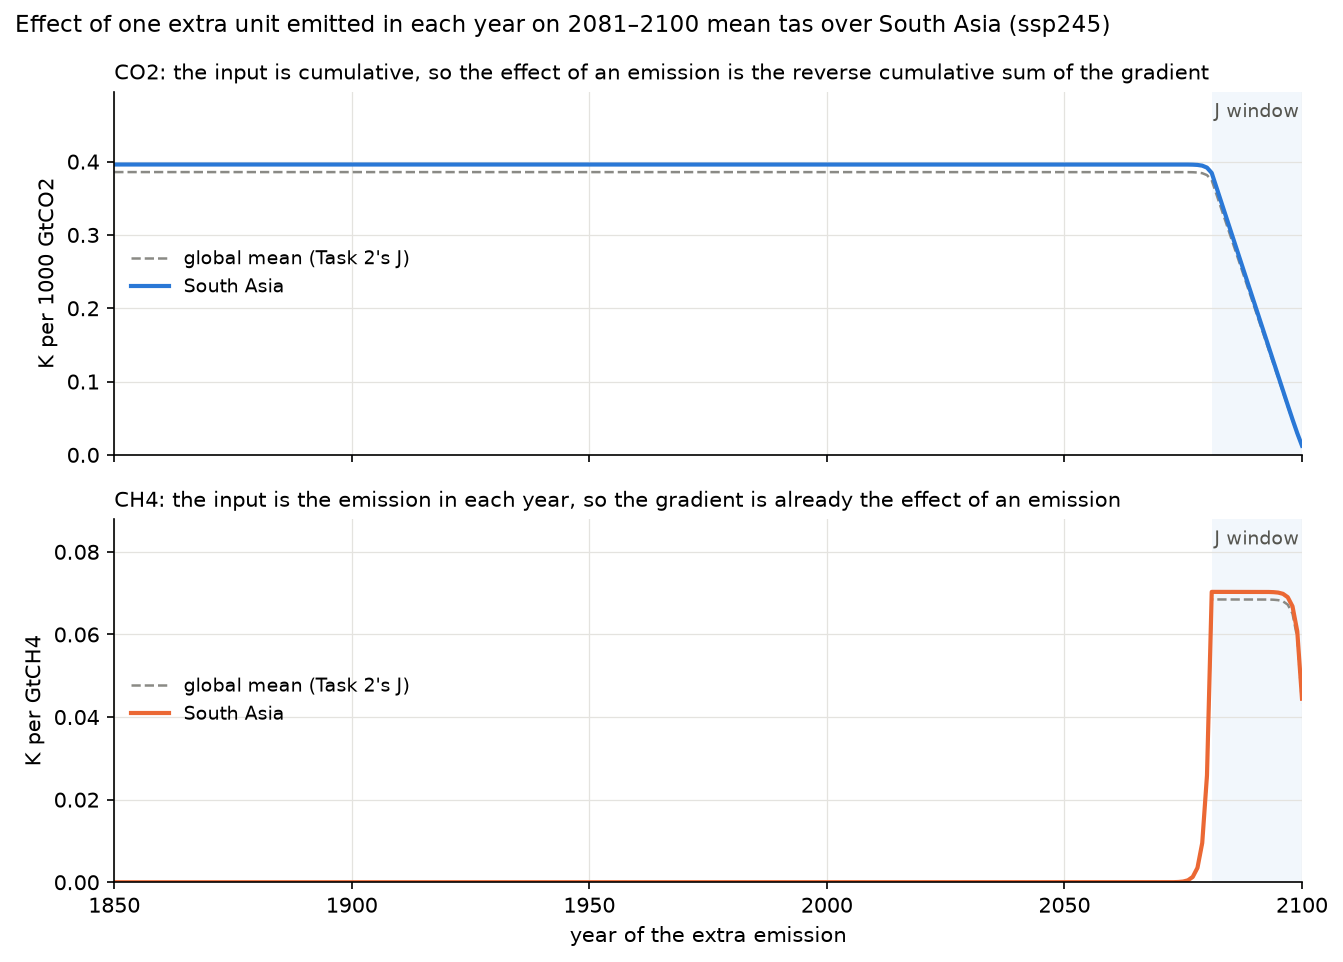 Effect of one extra unit emitted in each year on 2081–2100 mean tas over South Asia (ssp245)
CO2: the input is cumulative, so the effect of an emission is the reverse cumulative sum of the gradient
J window
K per 1000 GtCO2
0.4
0.3
0.2
0.1
0.0
global mean (Task 2's J)
South Asia
CH4: the input is the emission in each year, so the gradient is already the effect of an emission
J window
K per GtCH4
0.08
0.06
0.04
0.02
0.00
global mean (Task 2's J)
South Asia
1850 1900 1950 2000 2050 2100
year of the extra emission